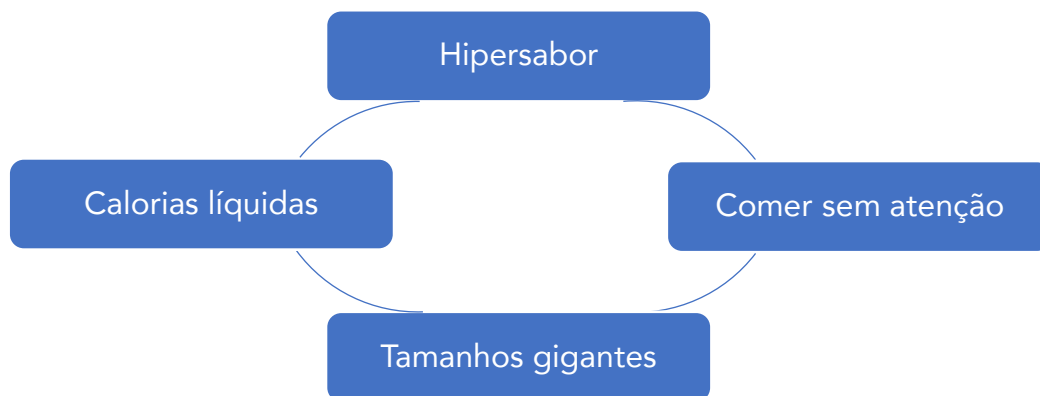 Hipersabor
Calorias líquidas
Comer sem atenção
Tamanhos gigantes